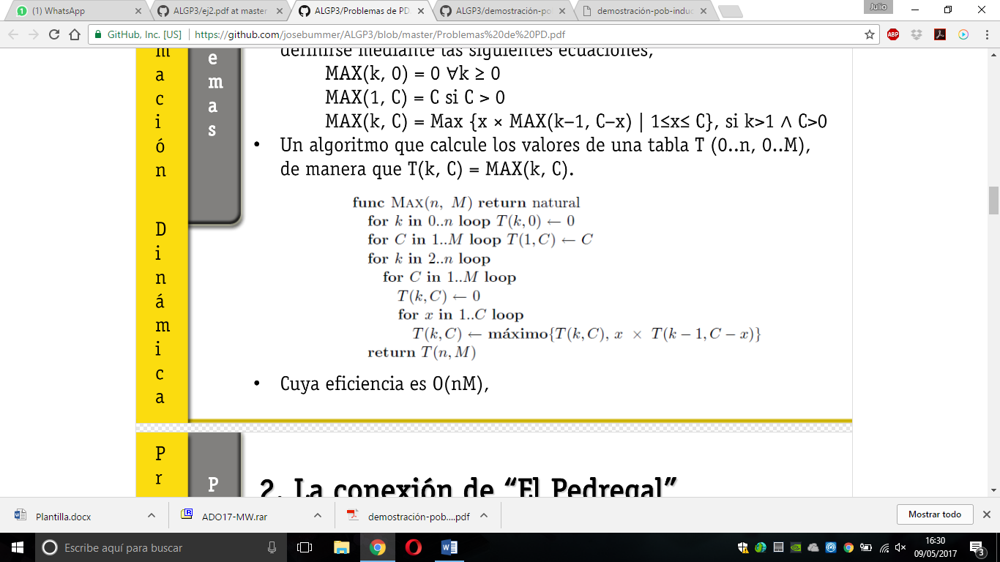 (1) WhatsApp
ALGP3/ej2.pdf at master
ALGP3/Problemas de PD.
ALGP3/demostración-po
demostración-pob-induc
Julio
GitHub, Inc. [US]
https://github.com/josebummer/ALGP3/blob/master/Problemas%20de%20PD.pdf
ABP
m
a
c
i
ó
n
D
i
n
á
m
i
c
a
e
m
a
s
definirse mediante las siguientes ecuaciones,
MAX(k, 0) = 0 ∀k ≥ 0
MAX(1, C) = C si C > 0
MAX(k, C) = Max {x × MAX(k–1, C–x) | 1≤x≤ C}, si k>1 ∧ C>0
• Un algoritmo que calcule los valores de una tabla T (0..n, 0..M),
de manera que T(k, C) = MAX(k, C).
func MAX(n, M) return natural
for k in 0..n loop T(k, 0) ← 0
for C in 1..M loop T(1, C) ← C
for k in 2..n loop
for C in 1..M loop
T(k, C) ← 0
for x in 1..C loop
T(k, C) ← máximo{T(k, C), x × T(k − 1, C − x)}
return T(n, M)
• Cuya eficiencia es O(nM),
P
r
P
2. La conexión de “El Pedregal”
Plantilla.docx
ADO17-MW.rar
demostración-pob....pdf
Mostrar todo
Escribe aquí para buscar
16:30
09/05/2017
3